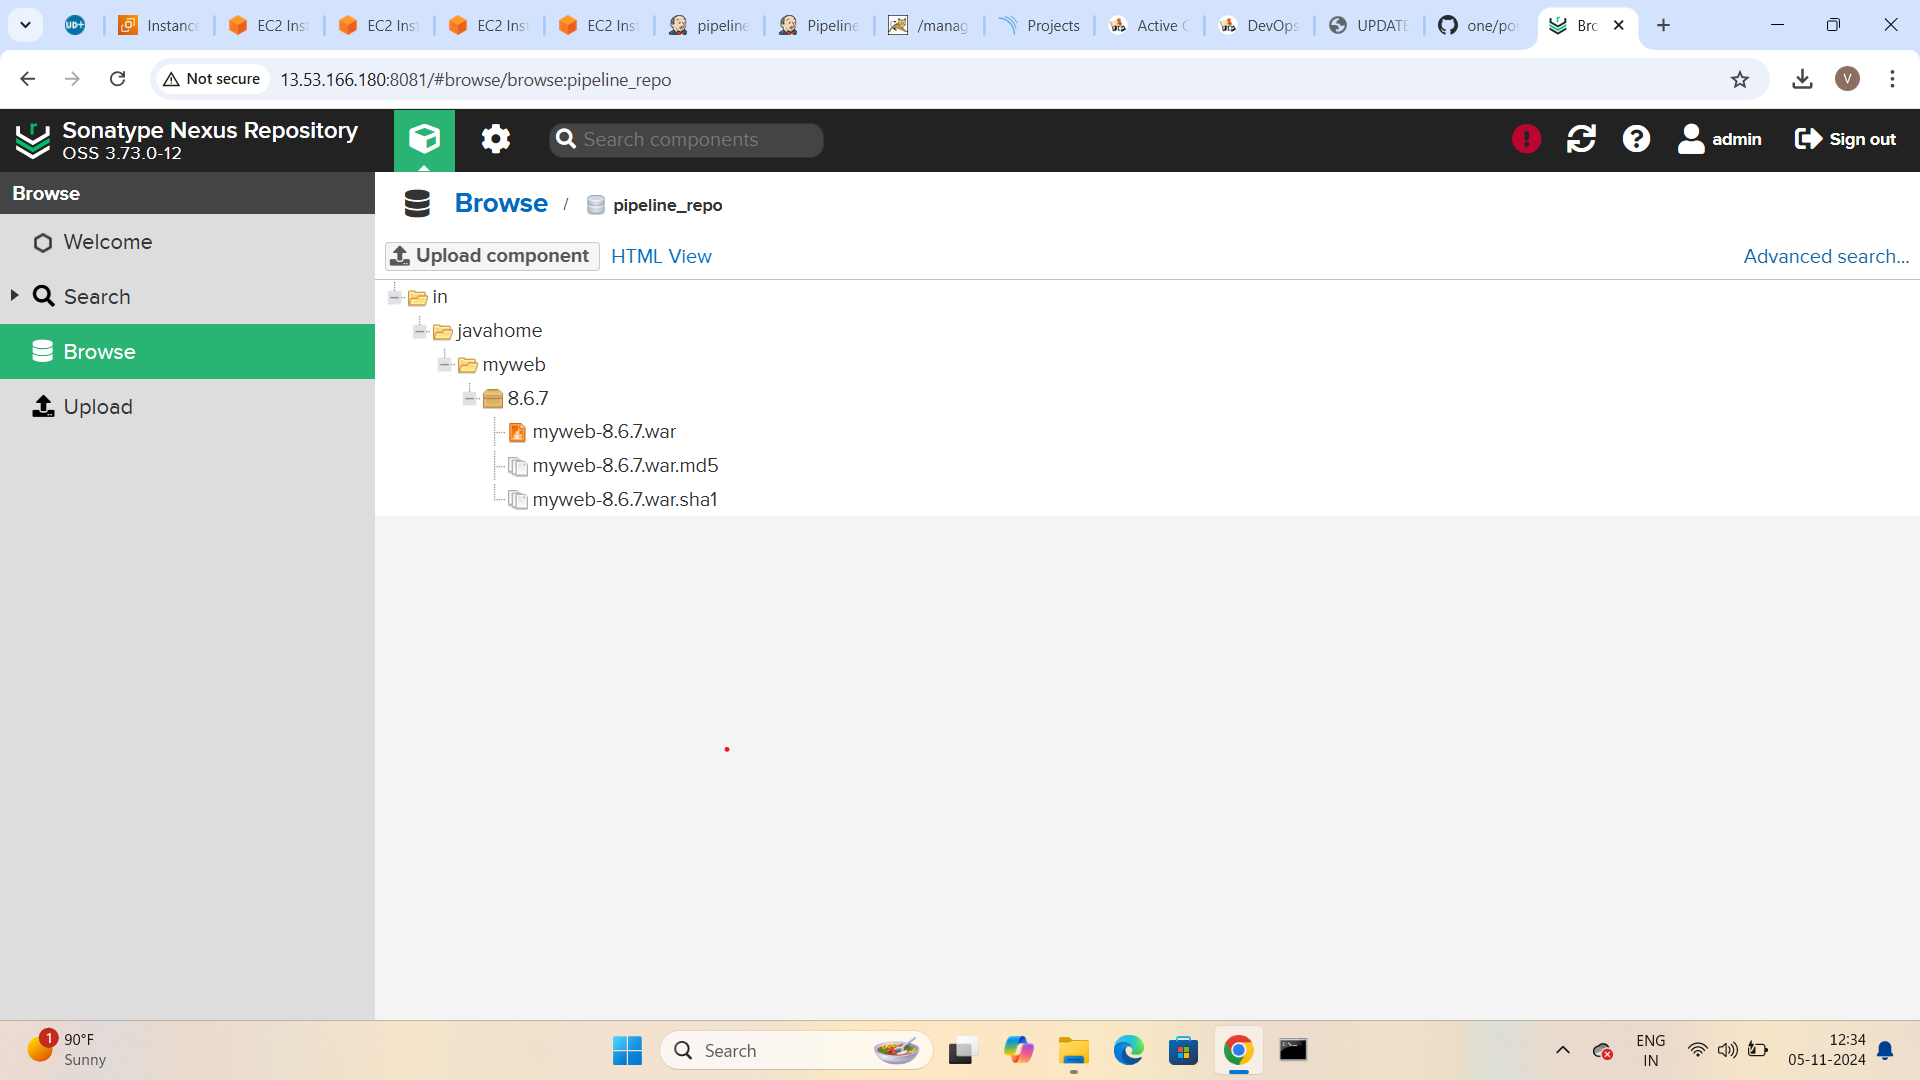 UD+
Instance
EC2 Inst
EC2 Inst
EC2 Inst
EC2 Inst
pipeline
Pipeline
/manag
Projects
Active C
DevOps
UPDATE
one/por
Bro
Not secure
13.53.166.180:8081/#browse/browse:pipeline_repo
V
Sonatype Nexus Repository
OSS 3.73.0-12
Search components
admin
Sign out
Browse
Browse / pipeline_repo
Welcome
Upload component
HTML View
Advanced search...
Search
Browse
Upload
in
javahome
myweb
8.6.7
myweb-8.6.7.war
myweb-8.6.7.war.md5
myweb-8.6.7.war.sha1
1
90°F
Sunny
Search
ENG
IN
12:34
05-11-2024